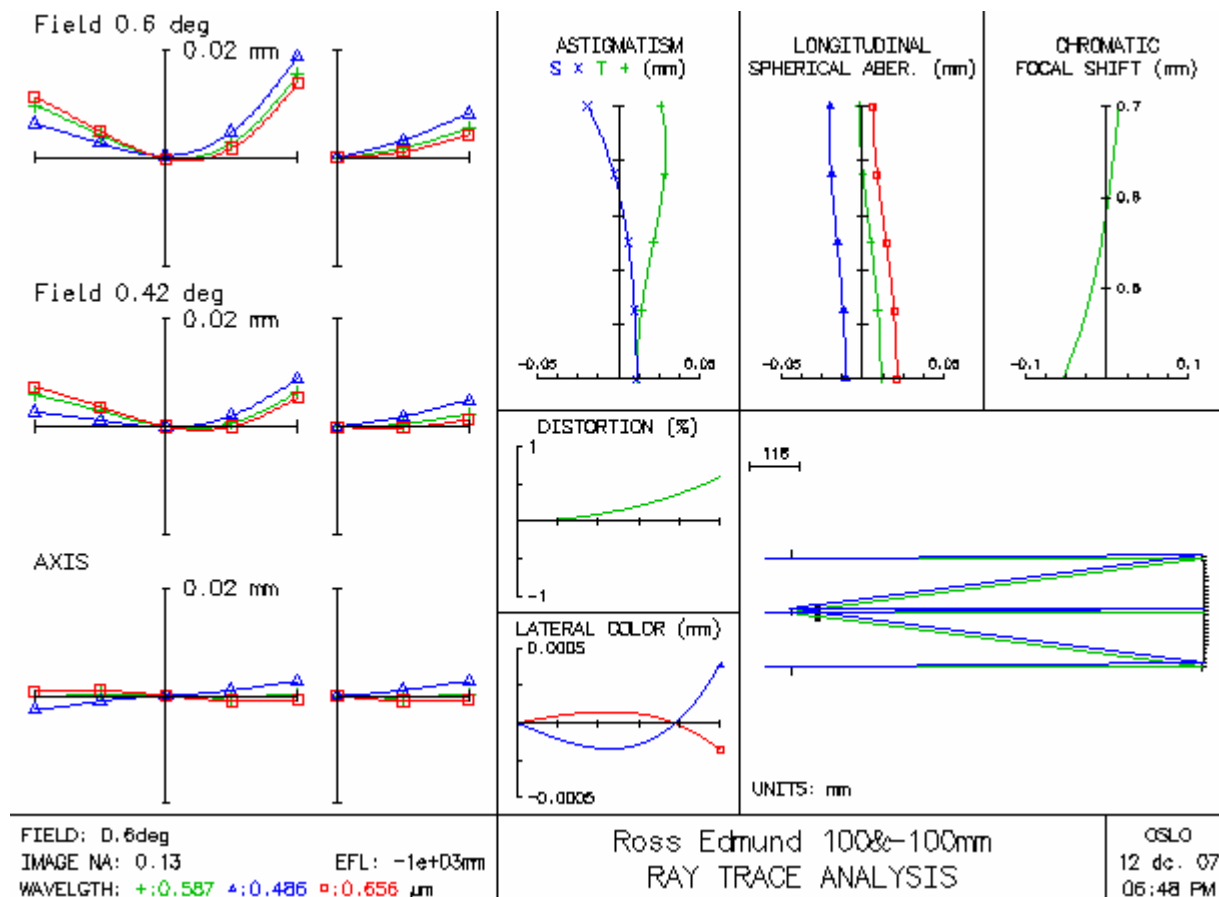 Field 0.6 deg
0.02 mm
Field 0.42 deg
0.02 mm
AXIS
0.02 mm
ASTIGMATISM
S × T + (mm)
-0.05
0.05
LONGITUDINAL
SPHERICAL ABER. (mm)
-0.05
0.05
CHROMATIC
FOCAL SHIFT (mm)
0.7
0.6
0.5
-0.1
0.1
DISTORTION (%)
1
-1
LATERAL COLOR (mm)
0.0005
-0.0005
116
UNITS: mm
FIELD: 0.6deg
IMAGE NA: 0.13 EFL: -1e+03mm
WAVELGTH: +:0.587 ▵:0.486 ▫:0.656 µm
Ross Edmund 100&-100mm
RAY TRACE ANALYSIS
OSLO
12 dc. 07
06:48 PM